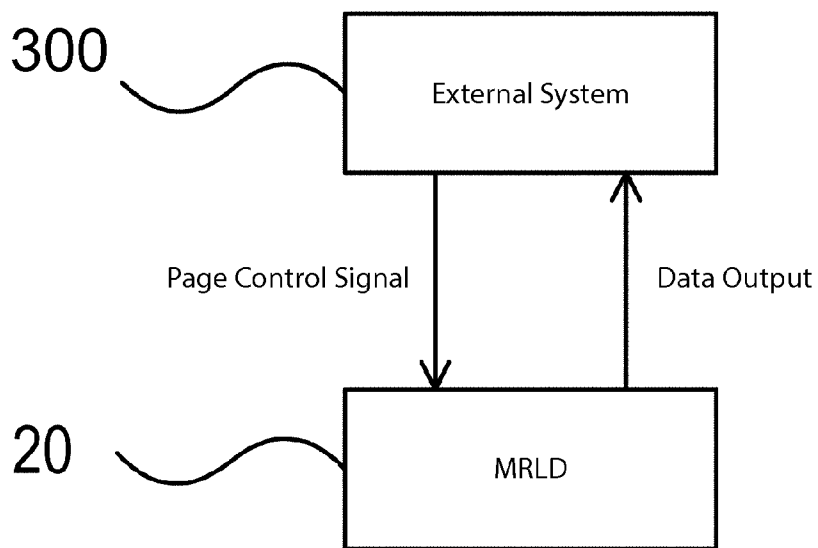 300
External System
Page Control Signal
Data Output
20
MRLD